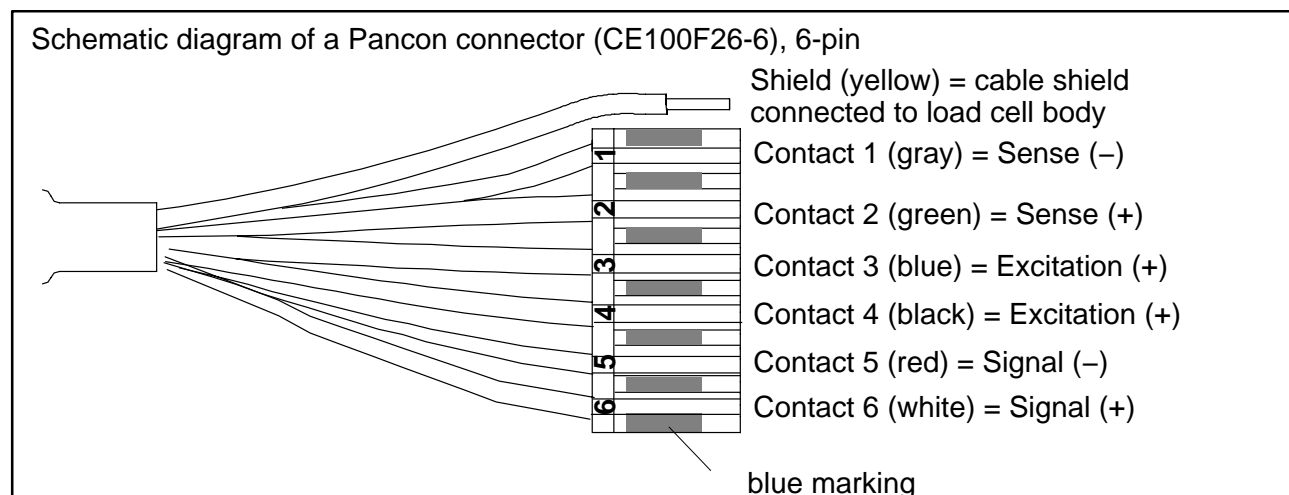 Schematic diagram of a Pancon connector (CE100F26-6), 6-pin
Shield (yellow) = cable shield
connected to load cell body
1
Contact 1 (gray) = Sense (−)
2
Contact 2 (green) = Sense (+)
3
Contact 3 (blue) = Excitation (+)
4
Contact 4 (black) = Excitation (+)
5
Contact 5 (red) = Signal (−)
6
Contact 6 (white) = Signal (+)
blue marking